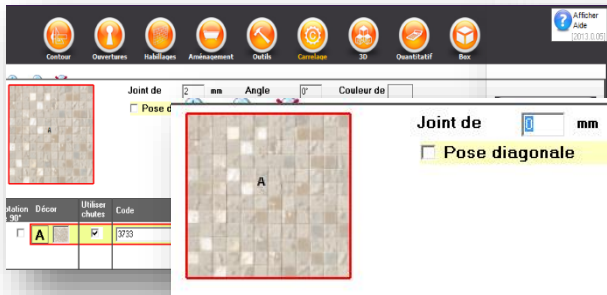 Afficher
Aide
[2013.0.05]
Contour Ouvertures Habillages Aménagement Outils Carrelage 3D Quantitatif Box
Joint de 2 mm Angle 0° Couleur de
Pose d
A
Décor Utiliser chutes Code
90°
A 3733
Joint de 0 mm
Pose diagonale
A